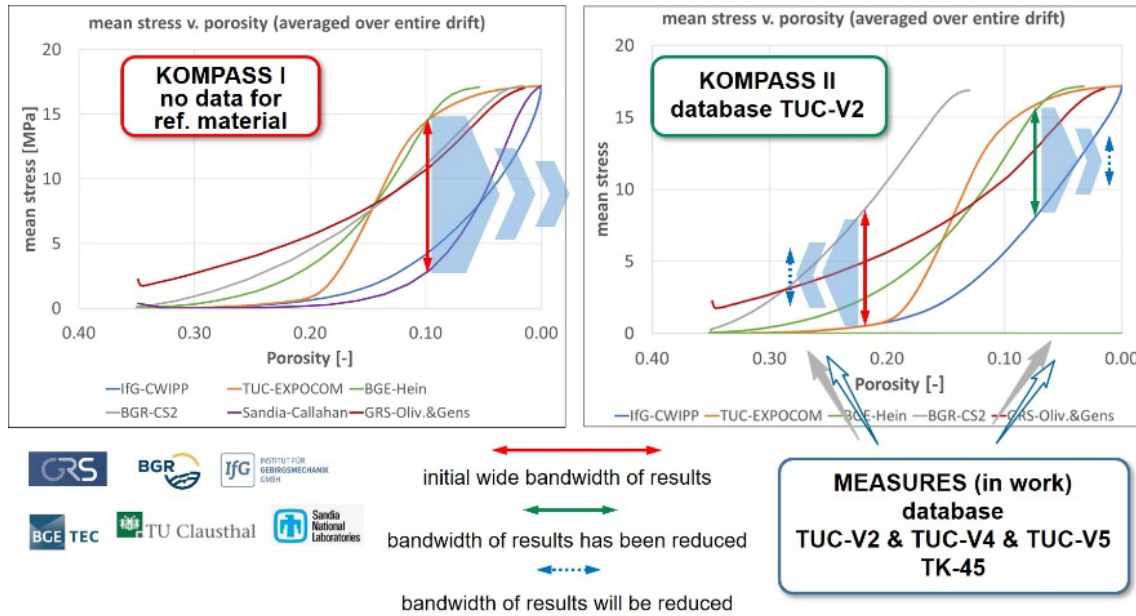 mean stress v. porosity (averaged over entire drift)
20
15
10
5
0
mean stress [MPa]
KOMPASS I
no data for
ref. material
0.40
0.30
0.20
0.10
0.00
Porosity [-]
IfG-CWIPP
TUC-EXPOCOM
BGE-Hein
BGR-CS2
Sandia-Callahan
GRS-Oliv.&Gens
mean stress v. porosity (averaged over entire drift)
20
15
10
5
0
mean stress [MPa]
KOMPASS II
database TUC-V2
0.40
0.30
0.20
0.10
0.00
Porosity [-]
IfG-CWIPP
TUC-EXPOCOM
BGE-Hein
BGR-CS2
GRS-Oliv.&Gens
GRS
BGR
IfG
INSTITUT FÜR
GEBIRGSMECHANIK
GMBH
BGE TEC
TU Clausthal
Sandia
National
Laboratories
initial wide bandwidth of results
bandwidth of results has been reduced
bandwidth of results will be reduced
MEASURES (in work)
database
TUC-V2 & TUC-V4 & TUC-V5
TK-45